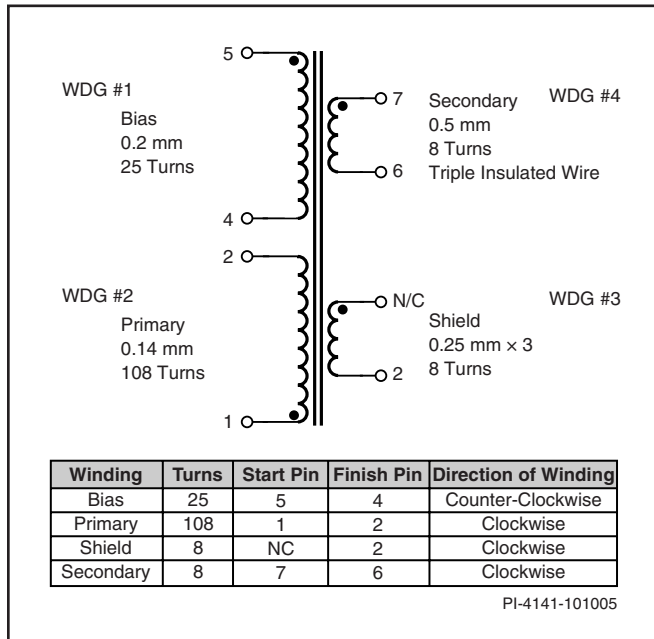 5
WDG #1
Bias
0.2 mm
25 Turns
4
7
Secondary
WDG #4
0.5 mm
8 Turns
6
Triple Insulated Wire
2
WDG #2
Primary
0.14 mm
108 Turns
1
N/C
WDG #3
Shield
0.25 mm × 3
8 Turns
2
Winding Turns Start Pin Finish Pin Direction of Winding
Bias 25 5 4 Counter-Clockwise
Primary 108 1 2 Clockwise
Shield 8 NC 2 Clockwise
Secondary 8 7 6 Clockwise
PI-4141-101005